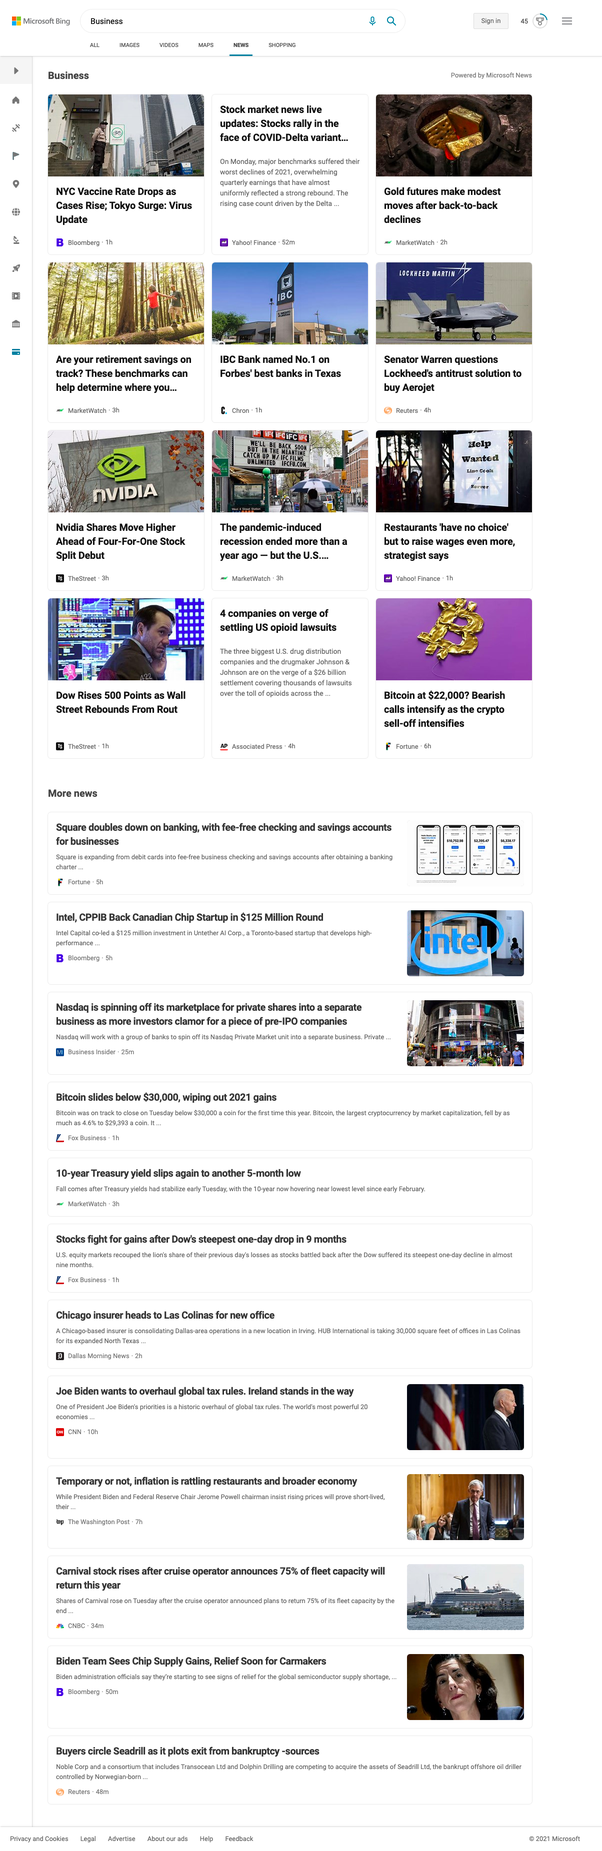 Microsoft Bing
Business
Sign in
45
ALL
IMAGES
VIDEOS
MAPS
NEWS
SHOPPING
Business
Powered by Microsoft News
NYC Vaccine Rate Drops as
Cases Rise; Tokyo Surge: Virus
Update
Bloomberg · 1h
Stock market news live
updates: Stocks rally in the
face of COVID-Delta variant...
On Monday, major benchmarks suffered their
worst declines of 2021, overwhelming
quarterly earnings that have almost
uniformly reflected a strong rebound. The
rising case count driven by the Delta ...
Yahoo! Finance · 52m
Gold futures make modest
moves after back-to-back
declines
MarketWatch · 2h
Are your retirement savings on
track? These benchmarks can
help determine where you...
MarketWatch · 3h
IBC
IBC Bank named No.1 on
Forbes' best banks in Texas
Chron · 1h
LOCKHEED MARTIN
Senator Warren questions
Lockheed's antitrust solution to
buy Aerojet
Reuters · 4h
NVIDIA
Nvidia Shares Move Higher
Ahead of Four-For-One Stock
Split Debut
TheStreet · 3h
WE'LL BE BACK SOON
BUT IN THE MEANTIME
CATCH UP W/ IFC FILMS
UNLIMITED IFCFU.COM
The pandemic-induced
recession ended more than a
year ago — but the U.S....
MarketWatch · 3h
Help
Wanted
Line Cook
/
Server
Restaurants 'have no choice'
but to raise wages even more,
strategist says
Yahoo! Finance · 1h
Dow Rises 500 Points as Wall
Street Rebounds From Rout
TheStreet · 1h
4 companies on verge of
settling US opioid lawsuits
The three biggest U.S. drug distribution
companies and the drugmaker Johnson &
Johnson are on the verge of a $26 billion
settlement covering thousands of lawsuits
over the toll of opioids across the ...
AP
Associated Press · 4h
Bitcoin at $22,000? Bearish
calls intensify as the crypto
sell-off intensifies
Fortune · 6h
More news
Square doubles down on banking, with fee-free checking and savings accounts
for businesses
Square is expanding from debit cards into fee-free business checking and savings accounts after obtaining a banking
charter ...
Fortune · 5h
Intel, CPPIB Back Canadian Chip Startup in $125 Million Round
Intel Capital co-led a $125 million investment in Untether AI Corp., a Toronto-based startup that develops high-
performance ...
Bloomberg · 5h
intel
Nasdaq is spinning off its marketplace for private shares into a separate
business as more investors clamor for a piece of pre-IPO companies
Nasdaq will work with a group of banks to spin off its Nasdaq Private Market unit into a separate business. Private ...
Business Insider · 25m
Bitcoin slides below $30,000, wiping out 2021 gains
Bitcoin was on track to close on Tuesday below $30,000 a coin for the first time this year. Bitcoin, the largest cryptocurrency by market capitalization, fell by as
much as 4.6% to $29,393 a coin. It ...
Fox Business · 1h
10-year Treasury yield slips again to another 5-month low
Fall comes after Treasury yields had stabilize early Tuesday, with the 10-year now hovering near lowest level since early February.
MarketWatch · 3h
Stocks fight for gains after Dow's steepest one-day drop in 9 months
U.S. equity markets recouped the lion's share of their previous day's losses as stocks battled back after the Dow suffered its steepest one-day decline in almost
nine months.
Fox Business · 1h
Chicago insurer heads to Las Colinas for new office
A Chicago-based insurer is consolidating Dallas-area operations in a new location in Irving. HUB International is taking 30,000 square feet of offices in Las Colinas
for its expanded North Texas ...
Dallas Morning News · 2h
Joe Biden wants to overhaul global tax rules. Ireland stands in the way
One of President Joe Biden's priorities is a historic overhaul of global tax rules. The world's most powerful 20
economies ...
CNN · 10h
Temporary or not, inflation is rattling restaurants and broader economy
While President Biden and Federal Reserve Chair Jerome Powell chairman insist rising prices will prove short-lived,
their ...
The Washington Post · 7h
Carnival stock rises after cruise operator announces 75% of fleet capacity will
return this year
Shares of Carnival rose on Tuesday after the cruise operator announced plans to return 75% of its fleet capacity by the
end ...
CNBC · 34m
Biden Team Sees Chip Supply Gains, Relief Soon for Carmakers
Biden administration officials say they're starting to see signs of relief for the global semiconductor supply shortage, ...
Bloomberg · 50m
Buyers circle Seadrill as it plots exit from bankruptcy -sources
Noble Corp and a consortium that includes Transocean Ltd and Dolphin Drilling are competing to acquire the assets of Seadrill Ltd, the bankrupt offshore oil driller
controlled by Norwegian-born ...
Reuters · 48m
Privacy and Cookies
Legal
Advertise
About our ads
Help
Feedback
© 2021 Microsoft